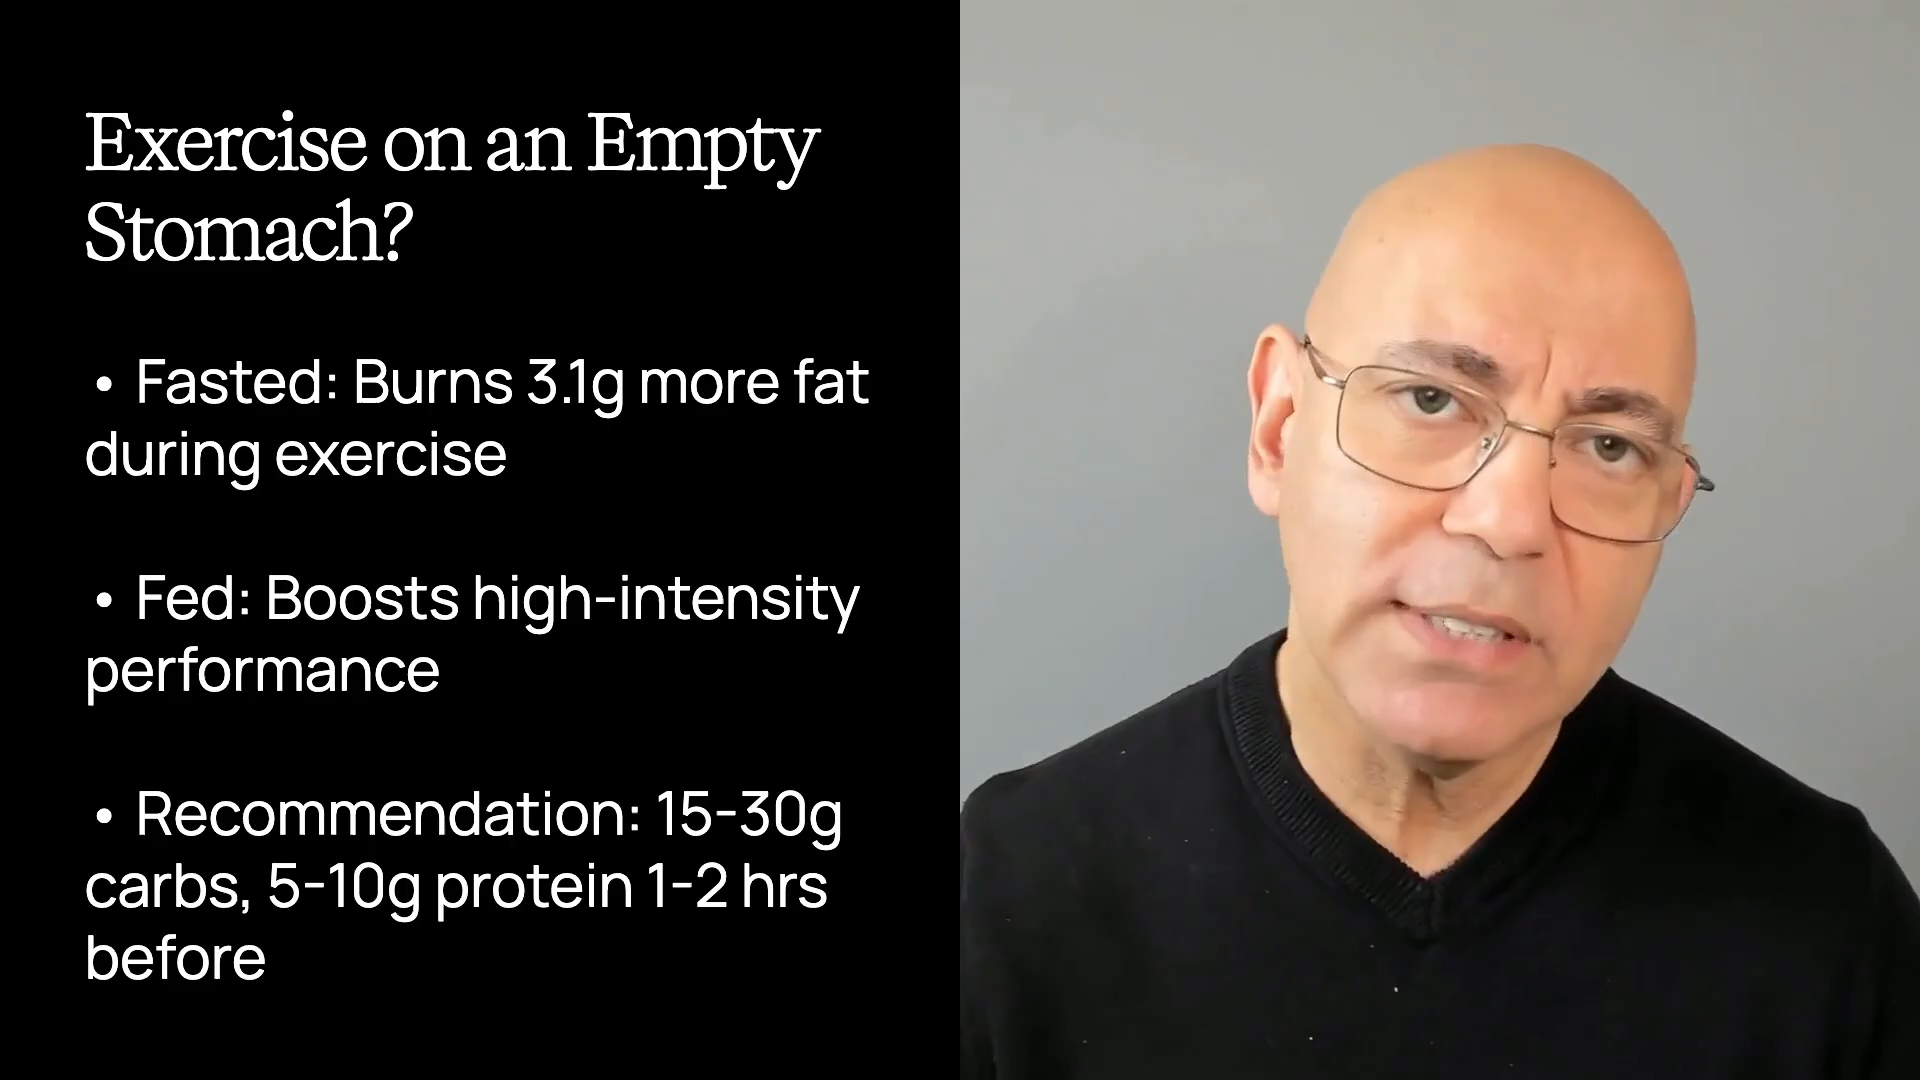 Exercise on an Empty
Stomach?
• Fasted: Burns 3.1g more fat
during exercise
• Fed: Boosts high-intensity
performance
• Recommendation: 15-30g
carbs, 5-10g protein 1-2 hrs
before